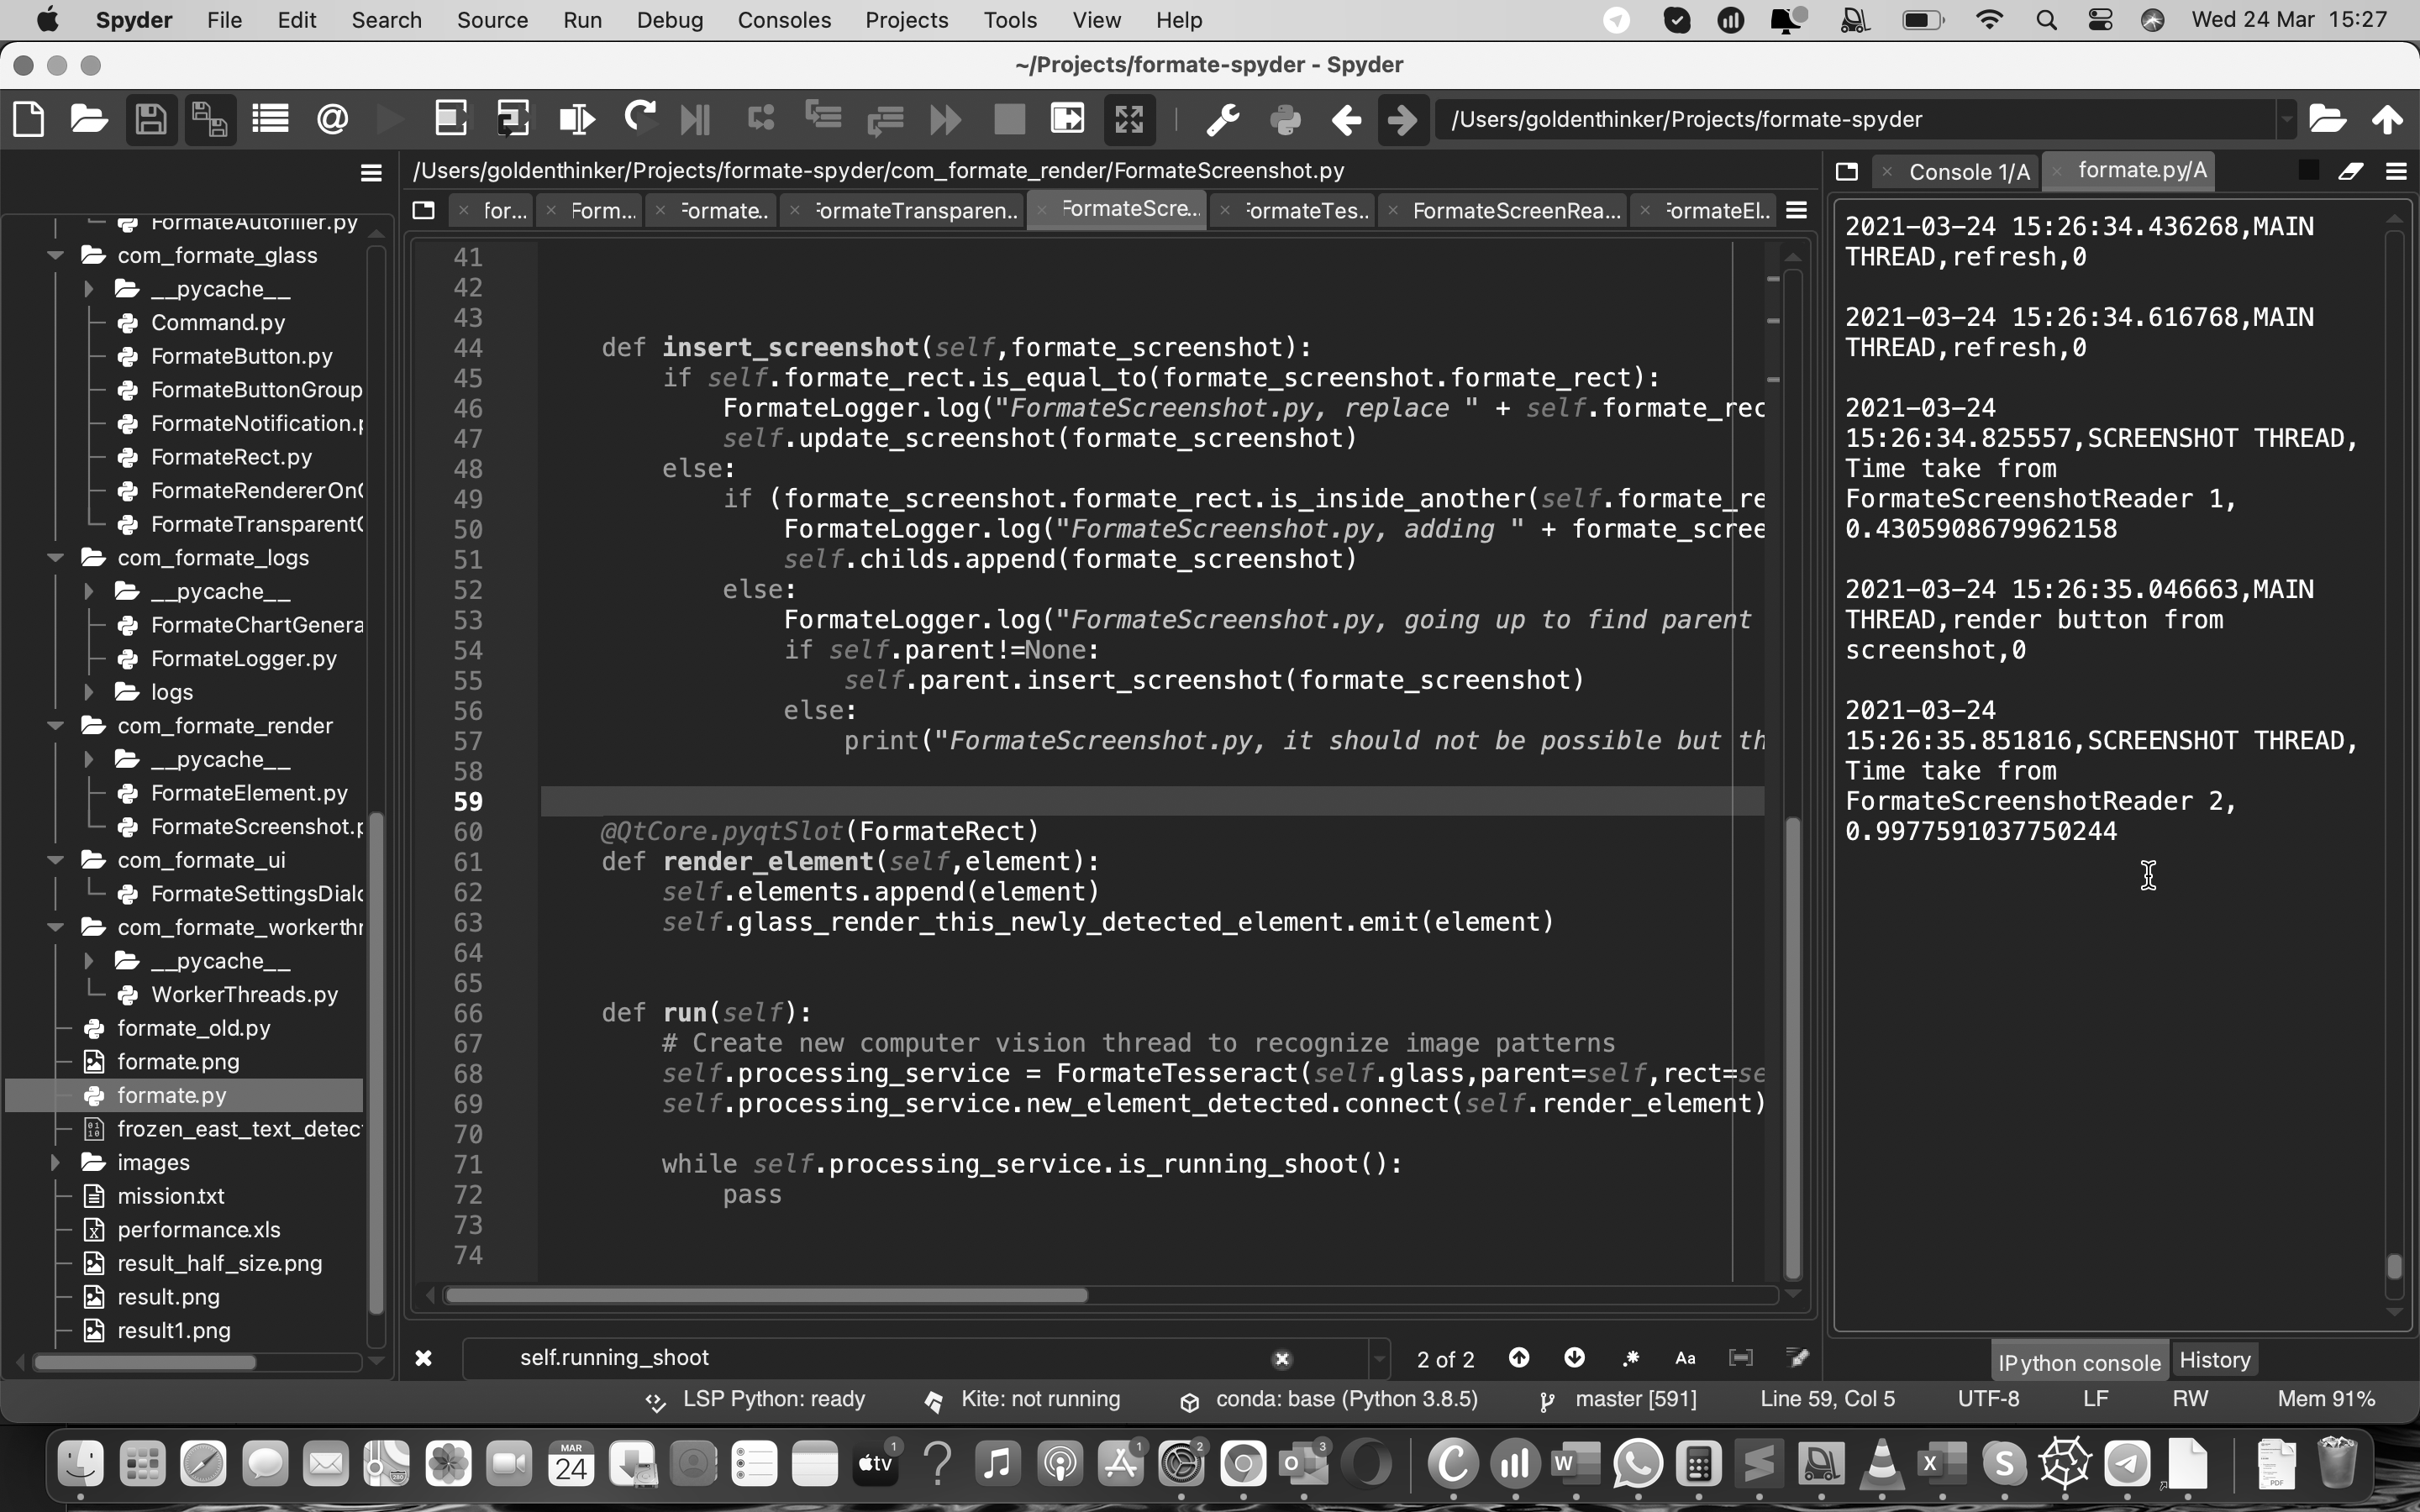 Spyder File Edit Search Source Run Debug Consoles Projects Tools View Help Wed 24 Mar 15:27
~/Projects/formate-spyder - Spyder
/Users/goldenthinker/Projects/formate-spyder
FormateAutofiller.py
com_formate_glass
__pycache__
Command.py
FormateButton.py
FormateButtonGroup
FormateNotification.p
FormateRect.py
FormateRendererOn
FormateTransparent
com_formate_logs
__pycache__
FormateChartGenera
FormateLogger.py
logs
com_formate_render
__pycache__
FormateElement.py
FormateScreenshot.p
com_formate_ui
FormateSettingsDialo
com_formate_workerthr
__pycache__
WorkerThreads.py
formate_old.py
formate.png
formate.py
frozen_east_text_detec
images
mission.txt
performance.xls
result_half_size.png
result.png
result1.png
/Users/goldenthinker/Projects/formate-spyder/com_formate_render/FormateScreenshot.py
for... Form... Formate.. ormateTransparen.. FormateScre... ormateTes.. FormateScreenRea... ormateEl..
41
42
43
44 def insert_screenshot(self,formate_screenshot):
45 if self.formate_rect.is_equal_to(formate_screenshot.formate_rect):
46 FormateLogger.log("FormateScreenshot.py, replace " + self.formate_rec
47 self.update_screenshot(formate_screenshot)
48 else:
49 if (formate_screenshot.formate_rect.is_inside_another(self.formate_re
50 FormateLogger.log("FormateScreenshot.py, adding " + formate_scree
51 self.childs.append(formate_screenshot)
52 else:
53 FormateLogger.log("FormateScreenshot.py, going up to find parent
54 if self.parent!=None:
55 self.parent.insert_screenshot(formate_screenshot)
56 else:
57 print("FormateScreenshot.py, it should not be possible but th
58
59
60 @QtCore.pyqtSlot(FormateRect)
61 def render_element(self,element):
62 self.elements.append(element)
63 self.glass_render_this_newly_detected_element.emit(element)
64
65
66 def run(self):
67 # Create new computer vision thread to recognize image patterns
68 self.processing_service = FormateTesseract(self.glass,parent=self,rect=se
69 self.processing_service.new_element_detected.connect(self.render_element)
70
71 while self.processing_service.is_running_shoot():
72 pass
73
74
self.running_shoot 2 of 2 Aa
Console 1/A formate.py/A
2021-03-24 15:26:34.436268,MAIN
THREAD,refresh,0
2021-03-24 15:26:34.616768,MAIN
THREAD,refresh,0
2021-03-24
15:26:34.825557,SCREENSHOT THREAD,
Time take from
FormateScreenshotReader 1,
0.4305908679962158
2021-03-24 15:26:35.046663,MAIN
THREAD,render button from
screenshot,0
2021-03-24
15:26:35.851816,SCREENSHOT THREAD,
Time take from
FormateScreenshotReader 2,
0.9977591037750244
IPython console History
LSP Python: ready Kite: not running conda: base (Python 3.8.5) master [591] Line 59, Col 5 UTF-8 LF RW Mem 91%
MAR
24
tv
1
1
2
3
PDF